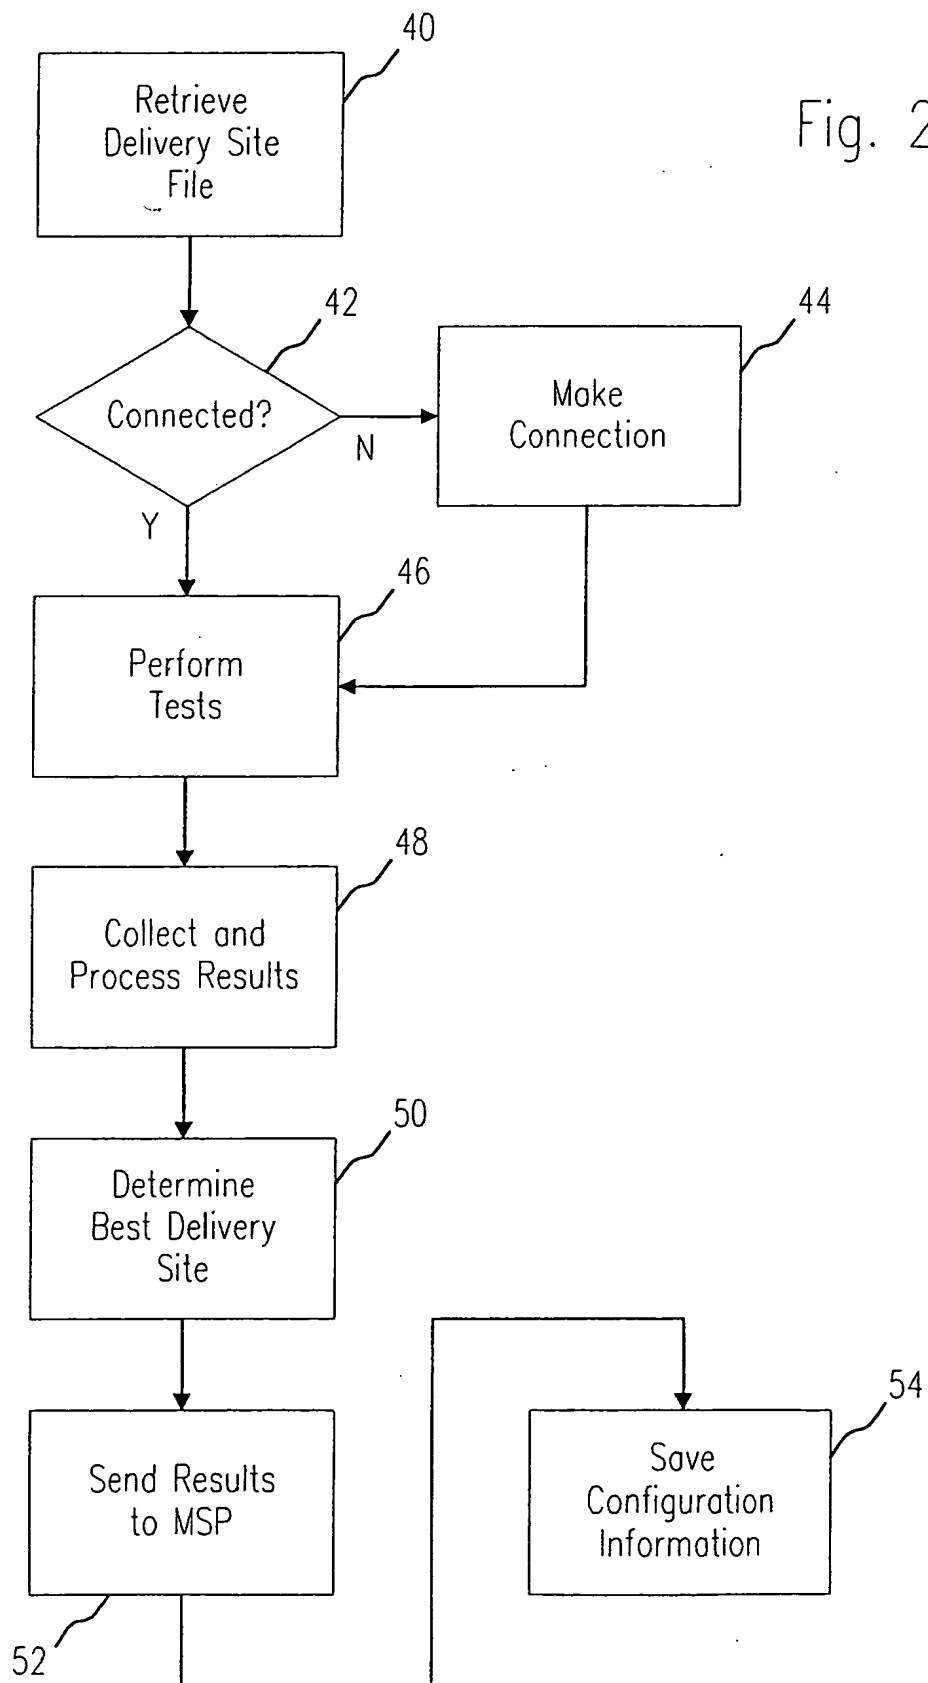 40
Retrieve
Delivery Site
File
Fig. 2
42
Connected?
N
Y
44
Make
Connection
46
Perform
Tests
48
Collect and
Process Results
50
Determine
Best Delivery
Site
Send Results
to MSP
52
54
Save
Configuration
Information